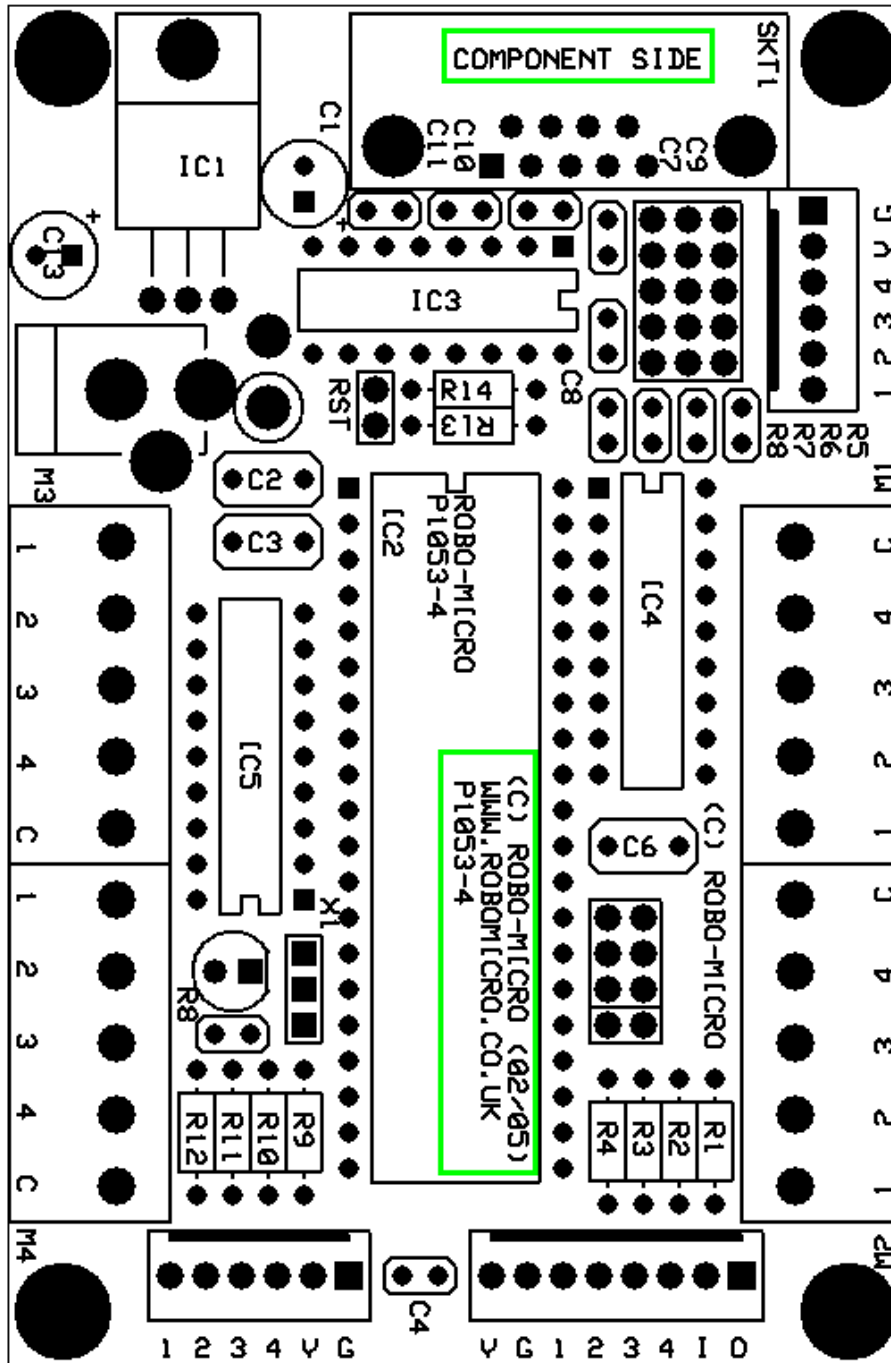 COMPONENT SIDE
SKT1
IC1
C1
C11
C10
C7
C9
+
C13
+
G
V
4
3
2
1
IC3
RST
R14
R13
C8
R8
R7
R6
R5
M3
C2
C3
M1
IC2
ROBO-MICRO
P1053-4
IC4
1
2
3
4
C
C
4
3
2
1
IC5
(C) ROBO-MICRO (02/05)
WWW.ROBOMICRO.CO.UK
P1053-4
C6
(C) ROBO-MICRO
X1
R8
1
2
3
4
C
C
4
3
2
1
R12
R11
R10
R9
R4
R3
R2
R1
M4
M2
C4
1 2 3 4 V G
V G 1 2 3 4 I O